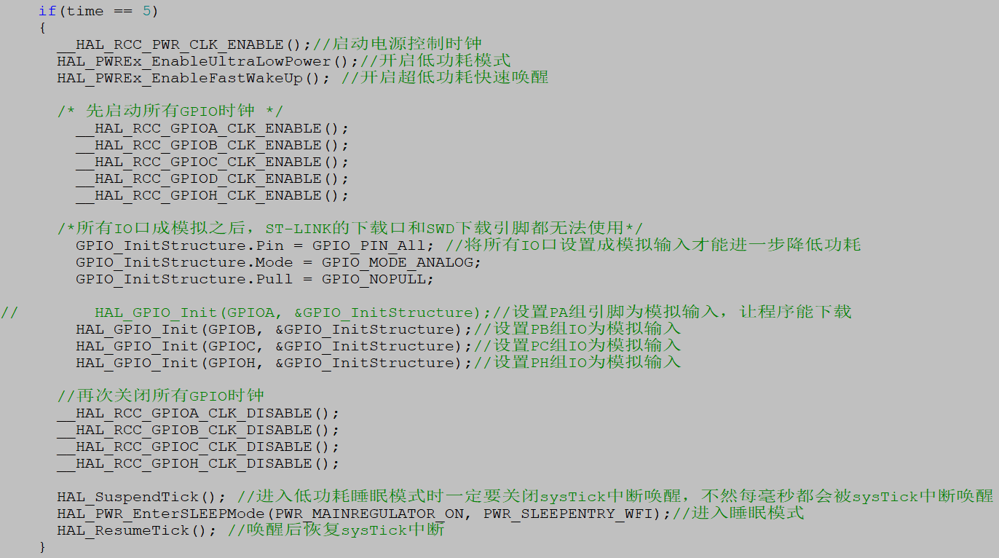 if(time == 5)
{
__HAL_RCC_PWR_CLK_ENABLE();//启动电源控制时钟
HAL_PWREx_EnableUltraLowPower();//开启低功耗模式
HAL_PWREx_EnableFastWakeUp(); //开启超低功耗快速唤醒
/* 先启动所有GPIO时钟 */
__HAL_RCC_GPIOA_CLK_ENABLE();
__HAL_RCC_GPIOB_CLK_ENABLE();
__HAL_RCC_GPIOC_CLK_ENABLE();
__HAL_RCC_GPIOD_CLK_ENABLE();
__HAL_RCC_GPIOH_CLK_ENABLE();
/*所有IO口成模拟之后，ST-LINK的下载口和SWD下载引脚都无法使用*/
GPIO_InitStructure.Pin = GPIO_PIN_All; //将所有IO口设置成模拟输入才能进一步降低功耗
GPIO_InitStructure.Mode = GPIO_MODE_ANALOG;
GPIO_InitStructure.Pull = GPIO_NOPULL;
// HAL_GPIO_Init(GPIOA, &GPIO_InitStructure);//设置PA组引脚为模拟输入，让程序能下载
HAL_GPIO_Init(GPIOB, &GPIO_InitStructure);//设置PB组IO为模拟输入
HAL_GPIO_Init(GPIOC, &GPIO_InitStructure);//设置PC组IO为模拟输入
HAL_GPIO_Init(GPIOH, &GPIO_InitStructure);//设置PH组IO为模拟输入
//再次关闭所有GPIO时钟
__HAL_RCC_GPIOA_CLK_DISABLE();
__HAL_RCC_GPIOB_CLK_DISABLE();
__HAL_RCC_GPIOC_CLK_DISABLE();
__HAL_RCC_GPIOH_CLK_DISABLE();
HAL_SuspendTick(); //进入低功耗睡眠模式时一定要关闭sysTick中断唤醒，不然每毫秒都会被sysTick中断唤醒
HAL_PWR_EnterSLEEPMode(PWR_MAINREGULATOR_ON, PWR_SLEEPENTRY_WFI);//进入睡眠模式
HAL_ResumeTick(); //唤醒后恢复sysTick中断
}